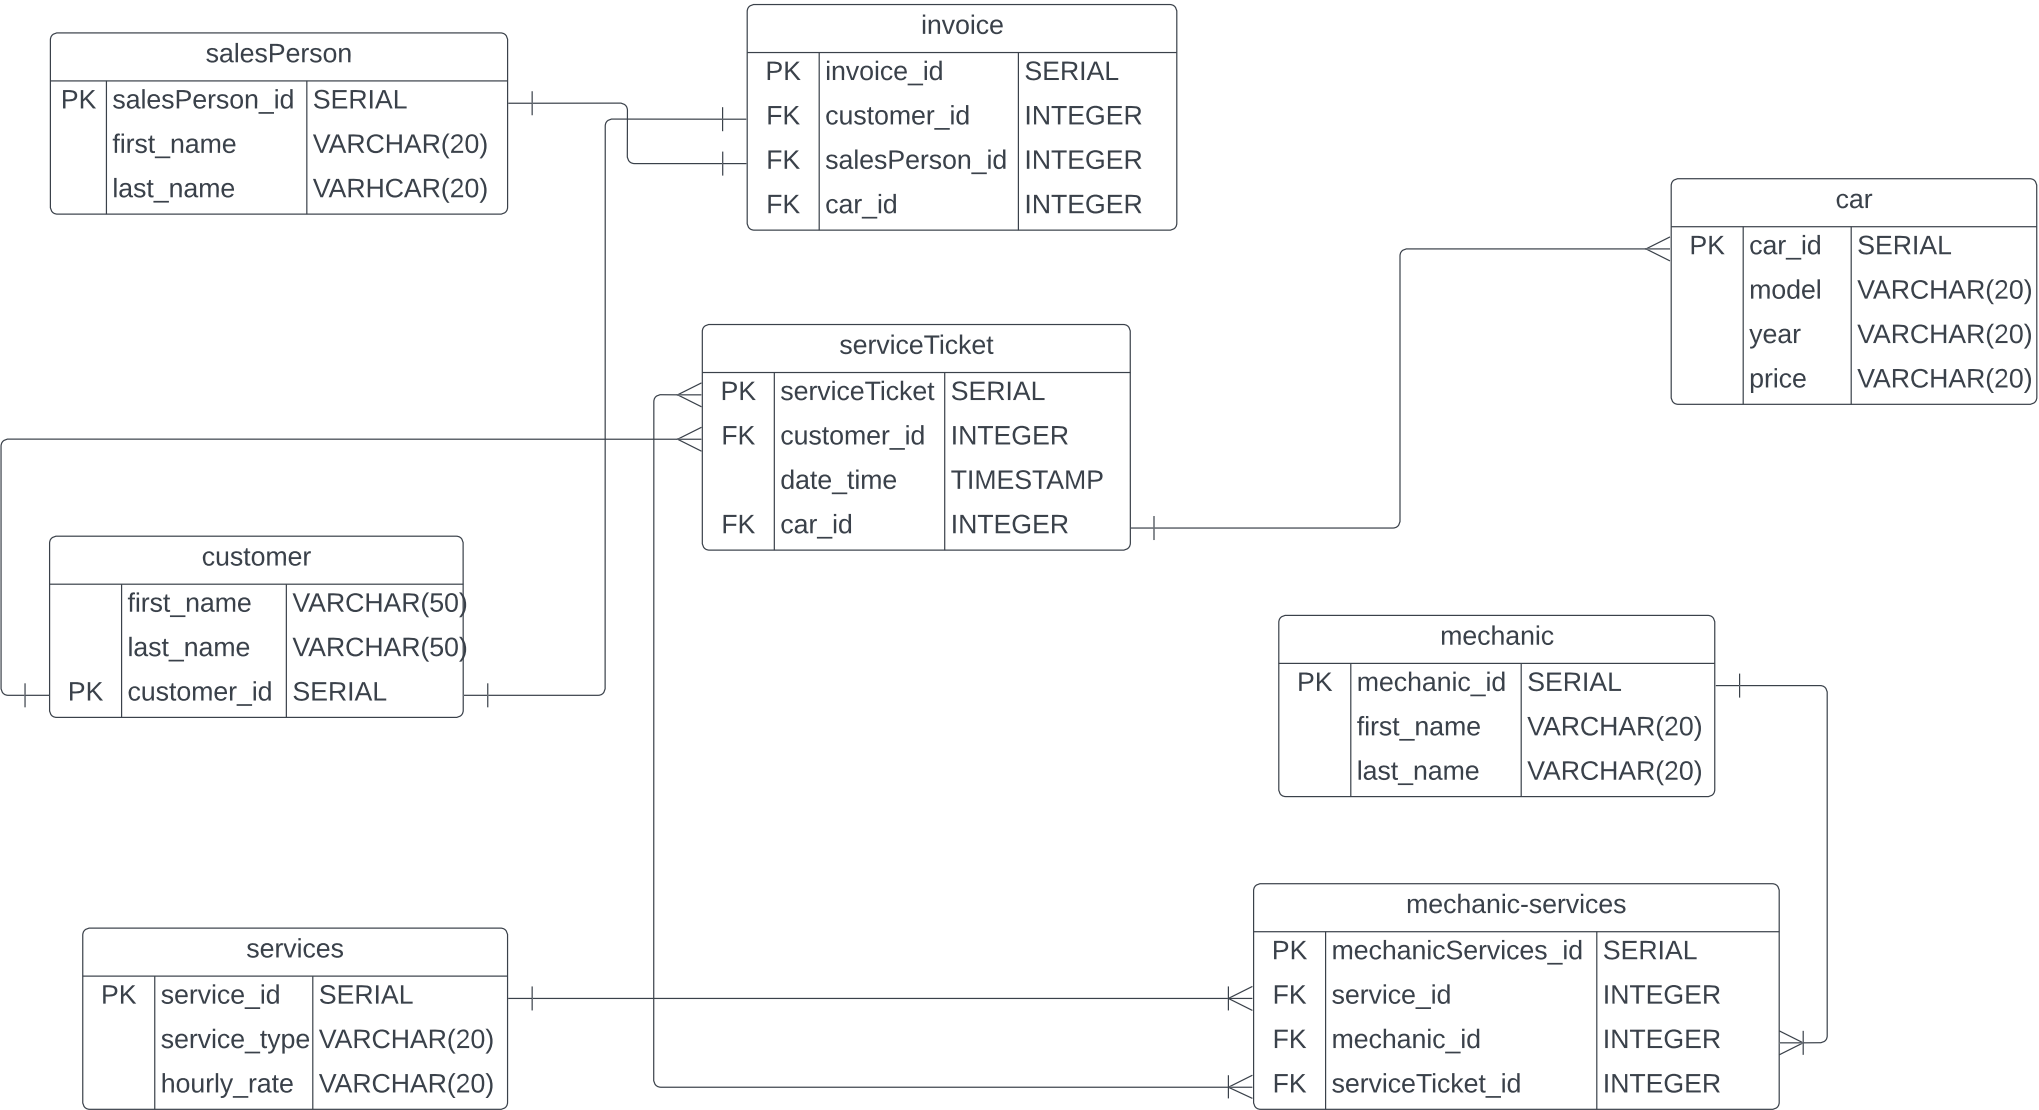 salesPerson
PK salesPerson_id SERIAL
first_name VARCHAR(20)
last_name VARHCAR(20)
invoice
PK invoice_id SERIAL
FK customer_id INTEGER
FK salesPerson_id INTEGER
FK car_id INTEGER
car
PK car_id SERIAL
model VARCHAR(20)
year VARCHAR(20)
price VARCHAR(20)
serviceTicket
PK serviceTicket SERIAL
FK customer_id INTEGER
date_time TIMESTAMP
FK car_id INTEGER
customer
first_name VARCHAR(50)
last_name VARCHAR(50)
PK customer_id SERIAL
mechanic
PK mechanic_id SERIAL
first_name VARCHAR(20)
last_name VARCHAR(20)
services
PK service_id SERIAL
service_type VARCHAR(20)
hourly_rate VARCHAR(20)
mechanic-services
PK mechanicServices_id SERIAL
FK service_id INTEGER
FK mechanic_id INTEGER
FK serviceTicket_id INTEGER